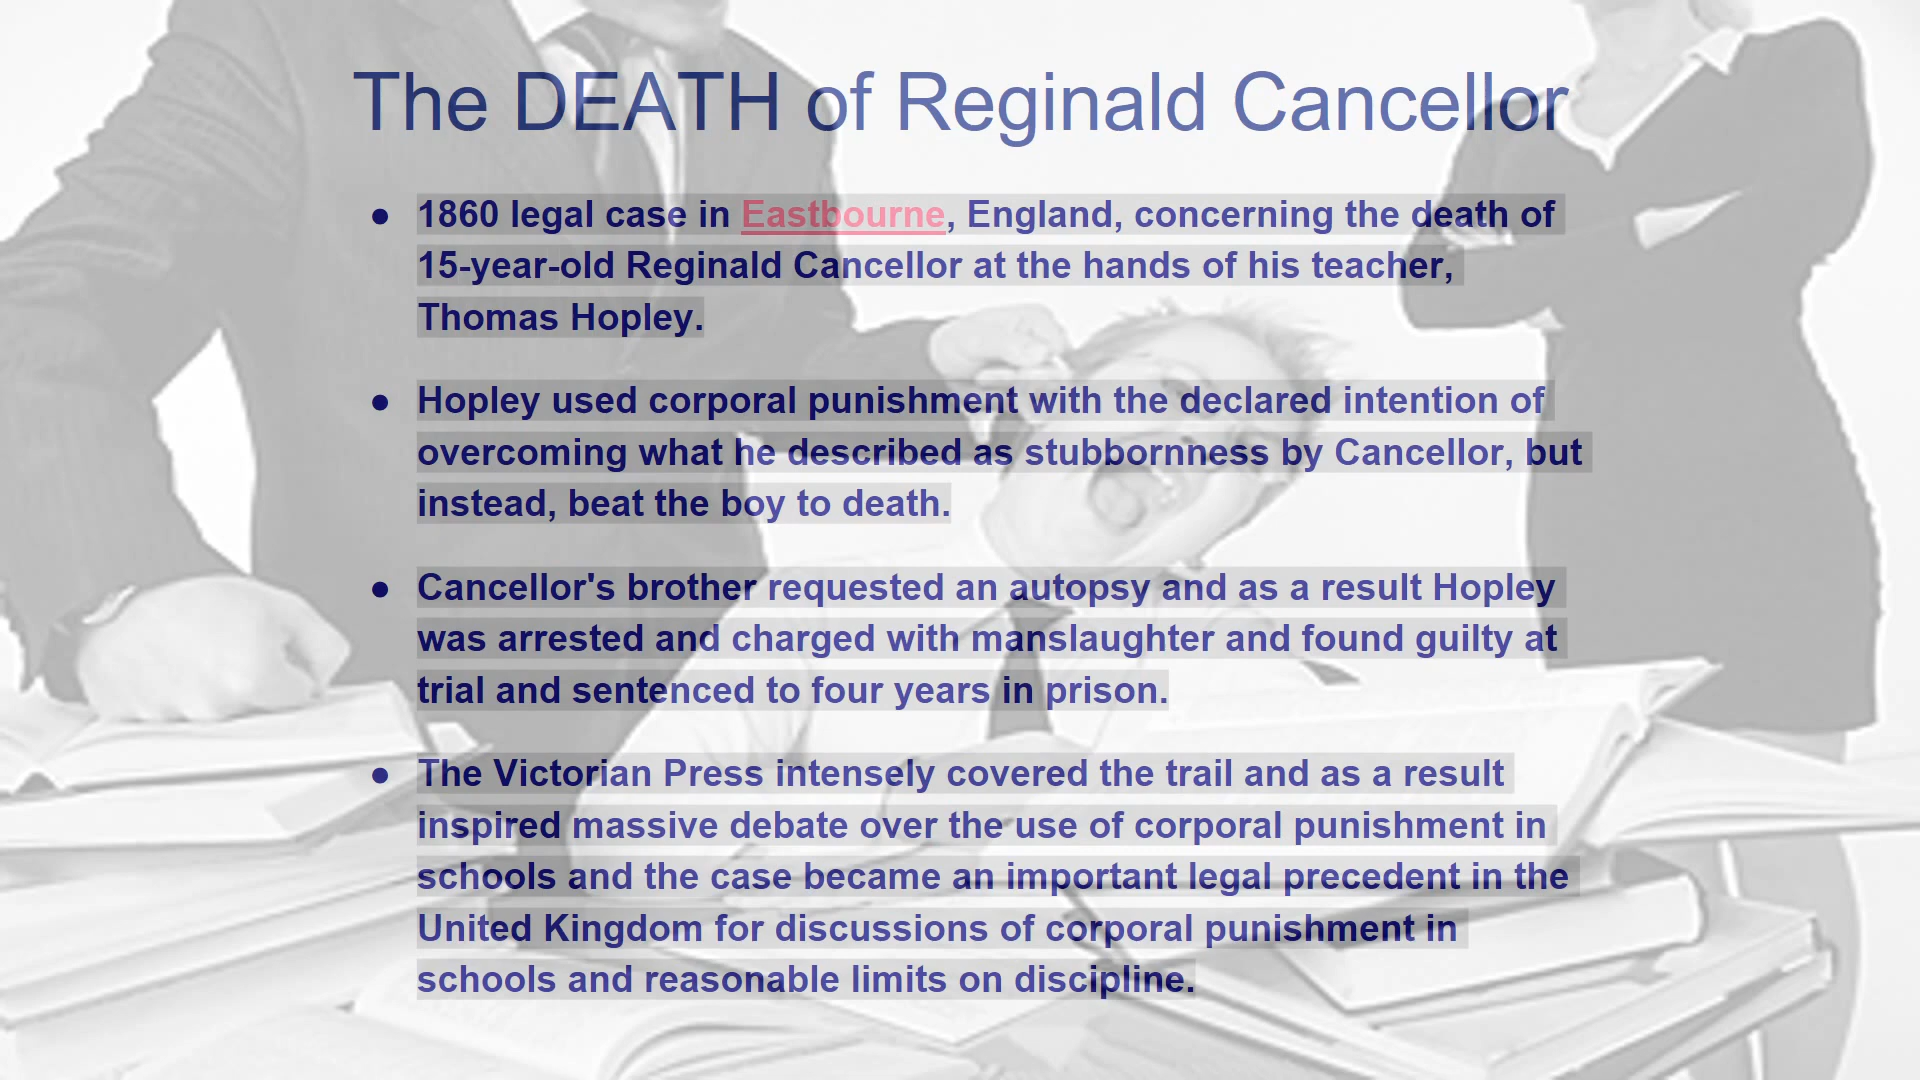 The DEATH of Reginald Cancellor
● 1860 legal case in Eastbourne, England, concerning the death of
15-year-old Reginald Cancellor at the hands of his teacher,
Thomas Hopley.
● Hopley used corporal punishment with the declared intention of
overcoming what he described as stubbornness by Cancellor, but
instead, beat the boy to death.
● Cancellor's brother requested an autopsy and as a result Hopley
was arrested and charged with manslaughter and found guilty at
trial and sentenced to four years in prison.
● The Victorian Press intensely covered the trail and as a result
inspired massive debate over the use of corporal punishment in
schools and the case became an important legal precedent in the
United Kingdom for discussions of corporal punishment in
schools and reasonable limits on discipline.